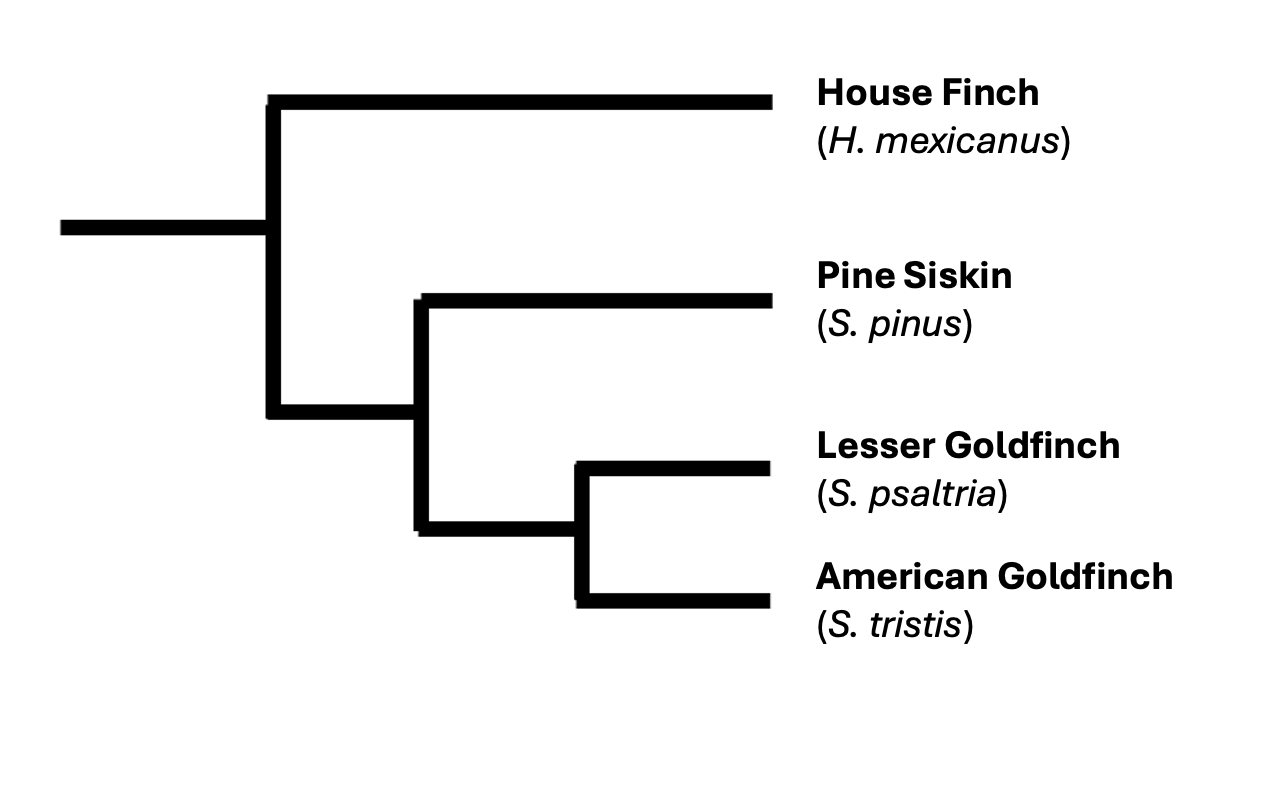 House Finch
(H. mexicanus)
Pine Siskin
(S. pinus)
Lesser Goldfinch
(S. psaltria)
American Goldfinch
(S. tristis)